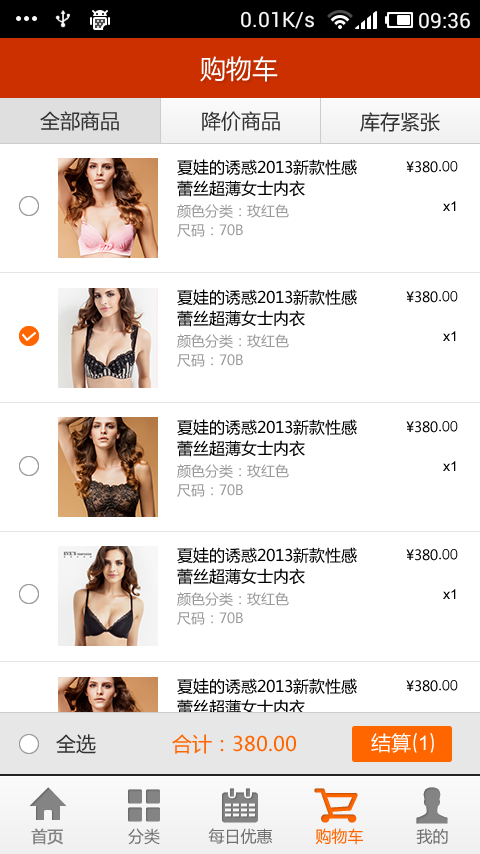 0.01K/s 09:36
购物车
全部商品 降价商品 库存紧张
夏娃的诱惑2013新款性感 ¥380.00
蕾丝超薄女士内衣
颜色分类：玫红色 x1
尺码：70B
夏娃的诱惑2013新款性感 ¥380.00
蕾丝超薄女士内衣
颜色分类：玫红色 x1
尺码：70B
夏娃的诱惑2013新款性感 ¥380.00
蕾丝超薄女士内衣
颜色分类：玫红色 x1
尺码：70B
EVE'S
夏娃的诱惑2013新款性感 ¥380.00
蕾丝超薄女士内衣
颜色分类：玫红色 x1
尺码：70B
夏娃的诱惑2013新款性感 ¥380.00
蕾丝超薄女士内衣
全选 合计：380.00 结算(1)
首页 分类 每日优惠 购物车 我的